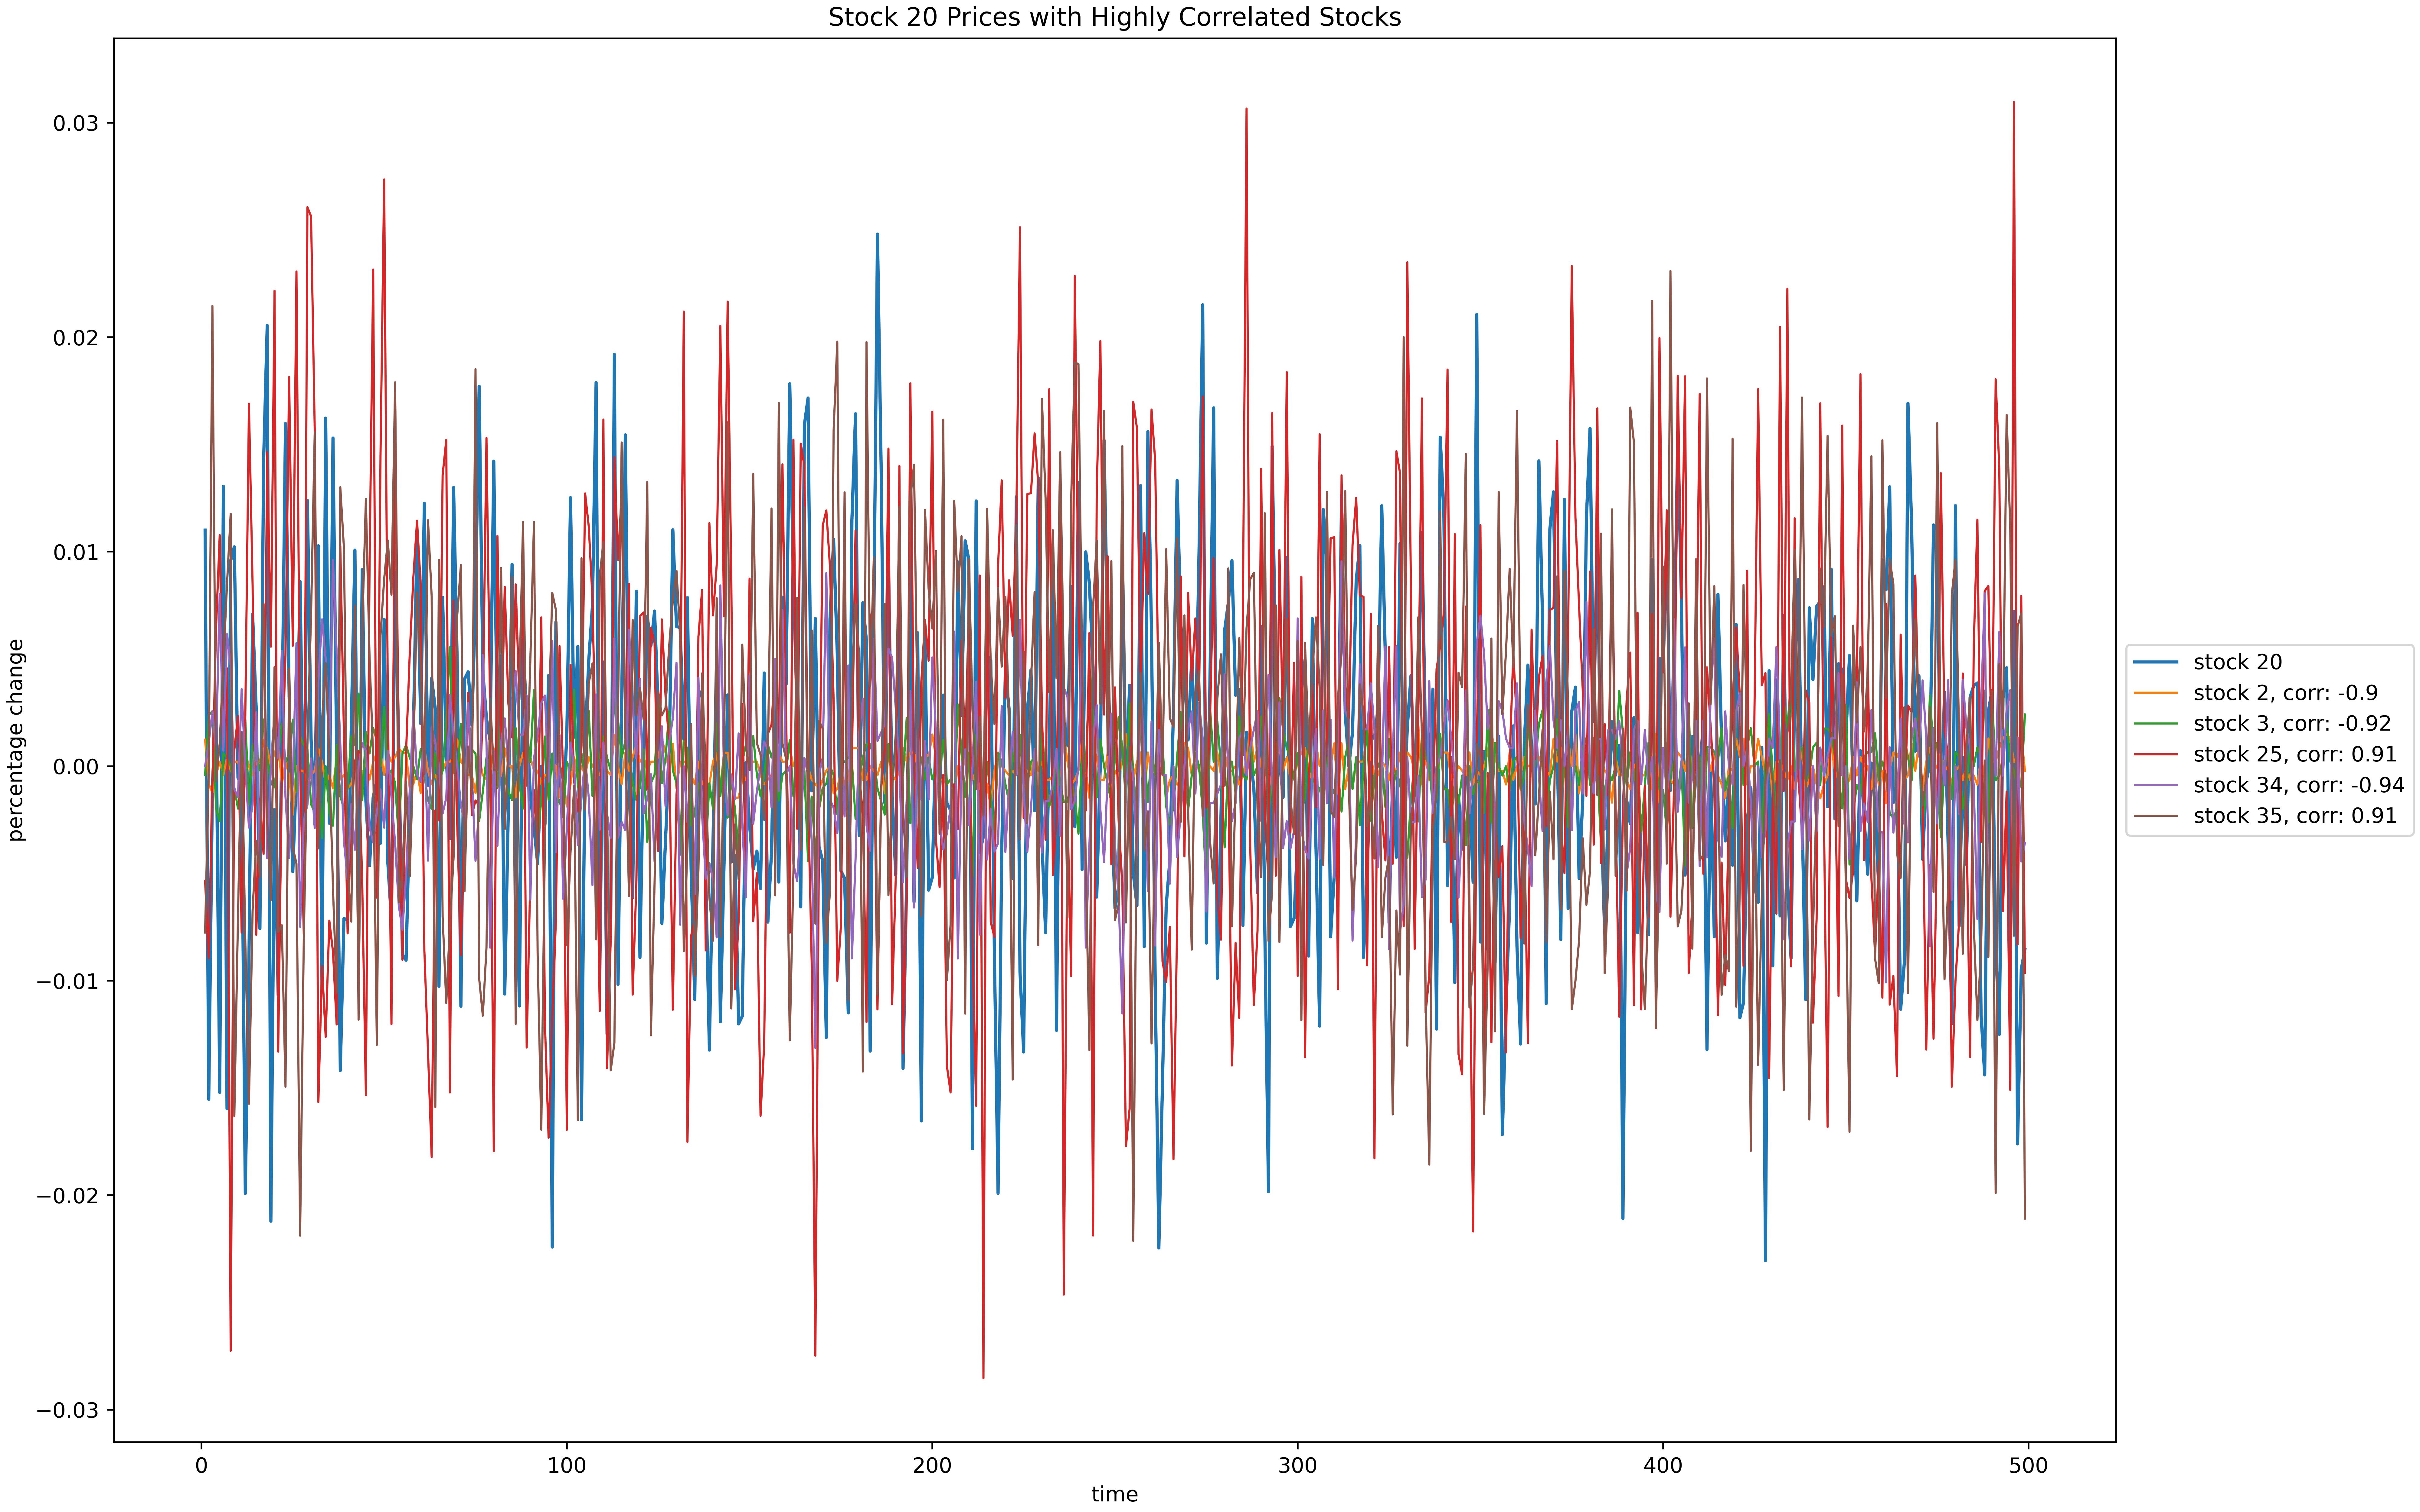 Stock 20 Prices with Highly Correlated Stocks
percentage change
0.03
0.02
0.01
0.00
−0.01
−0.02
−0.03
0
100
200
300
400
500
time
stock 20
stock 2, corr: -0.9
stock 3, corr: -0.92
stock 25, corr: 0.91
stock 34, corr: -0.94
stock 35, corr: 0.91